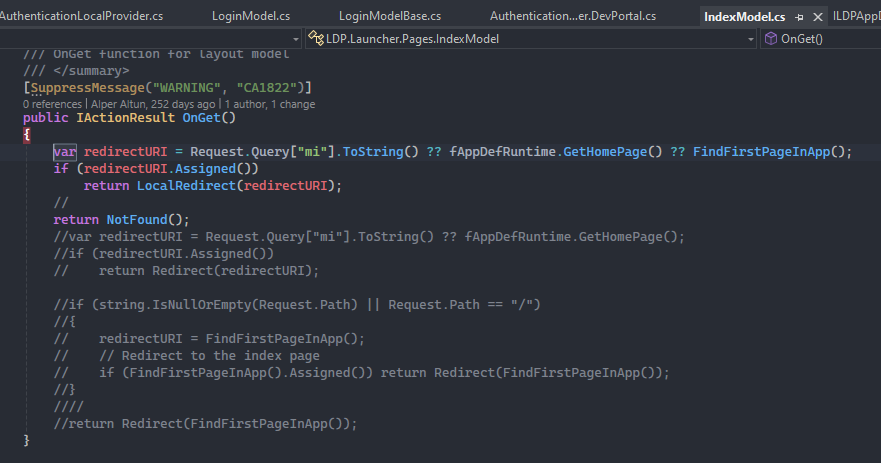 AuthenticationLocalProvider.cs LoginModel.cs LoginModelBase.cs Authentication...er.DevPortal.cs IndexModel.cs ILDPAppD
LDP.Launcher.Pages.IndexModel OnGet()
/// OnGet function for layout model
/// </summary>
[SuppressMessage("WARNING", "CA1822")]
0 references | Alper Altun, 252 days ago | 1 author, 1 change
public IActionResult OnGet()
{
    var redirectURI = Request.Query["mi"].ToString() ?? fAppDefRuntime.GetHomePage() ?? FindFirstPageInApp();
    if (redirectURI.Assigned())
        return LocalRedirect(redirectURI);
    //
    return NotFound();
    //var redirectURI = Request.Query["mi"].ToString() ?? fAppDefRuntime.GetHomePage();
    //if (redirectURI.Assigned())
    //    return Redirect(redirectURI);

    //if (string.IsNullOrEmpty(Request.Path) || Request.Path == "/")
    //{
    //    redirectURI = FindFirstPageInApp();
    //    // Redirect to the index page
    //    if (FindFirstPageInApp().Assigned()) return Redirect(FindFirstPageInApp());
    //}
    ////
    //return Redirect(FindFirstPageInApp());
}